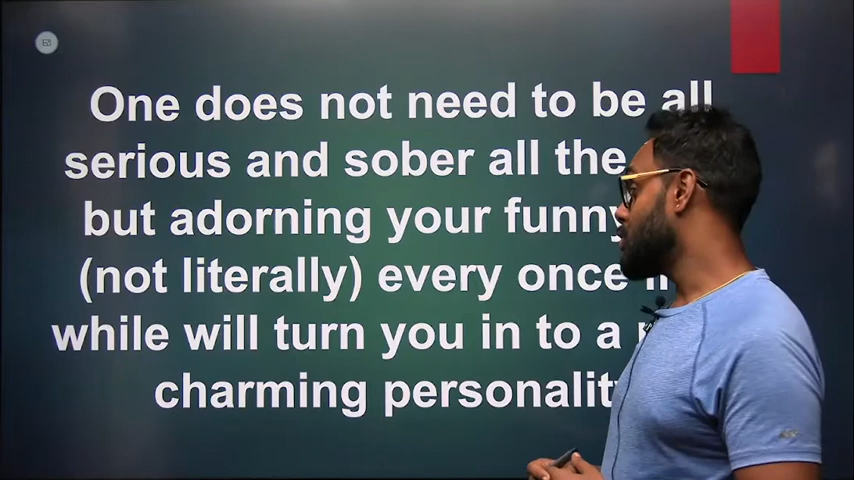 One does not need to be all
serious and sober all the
but adorning your funny
(not literally) every once
while will turn you in to a
charming personality